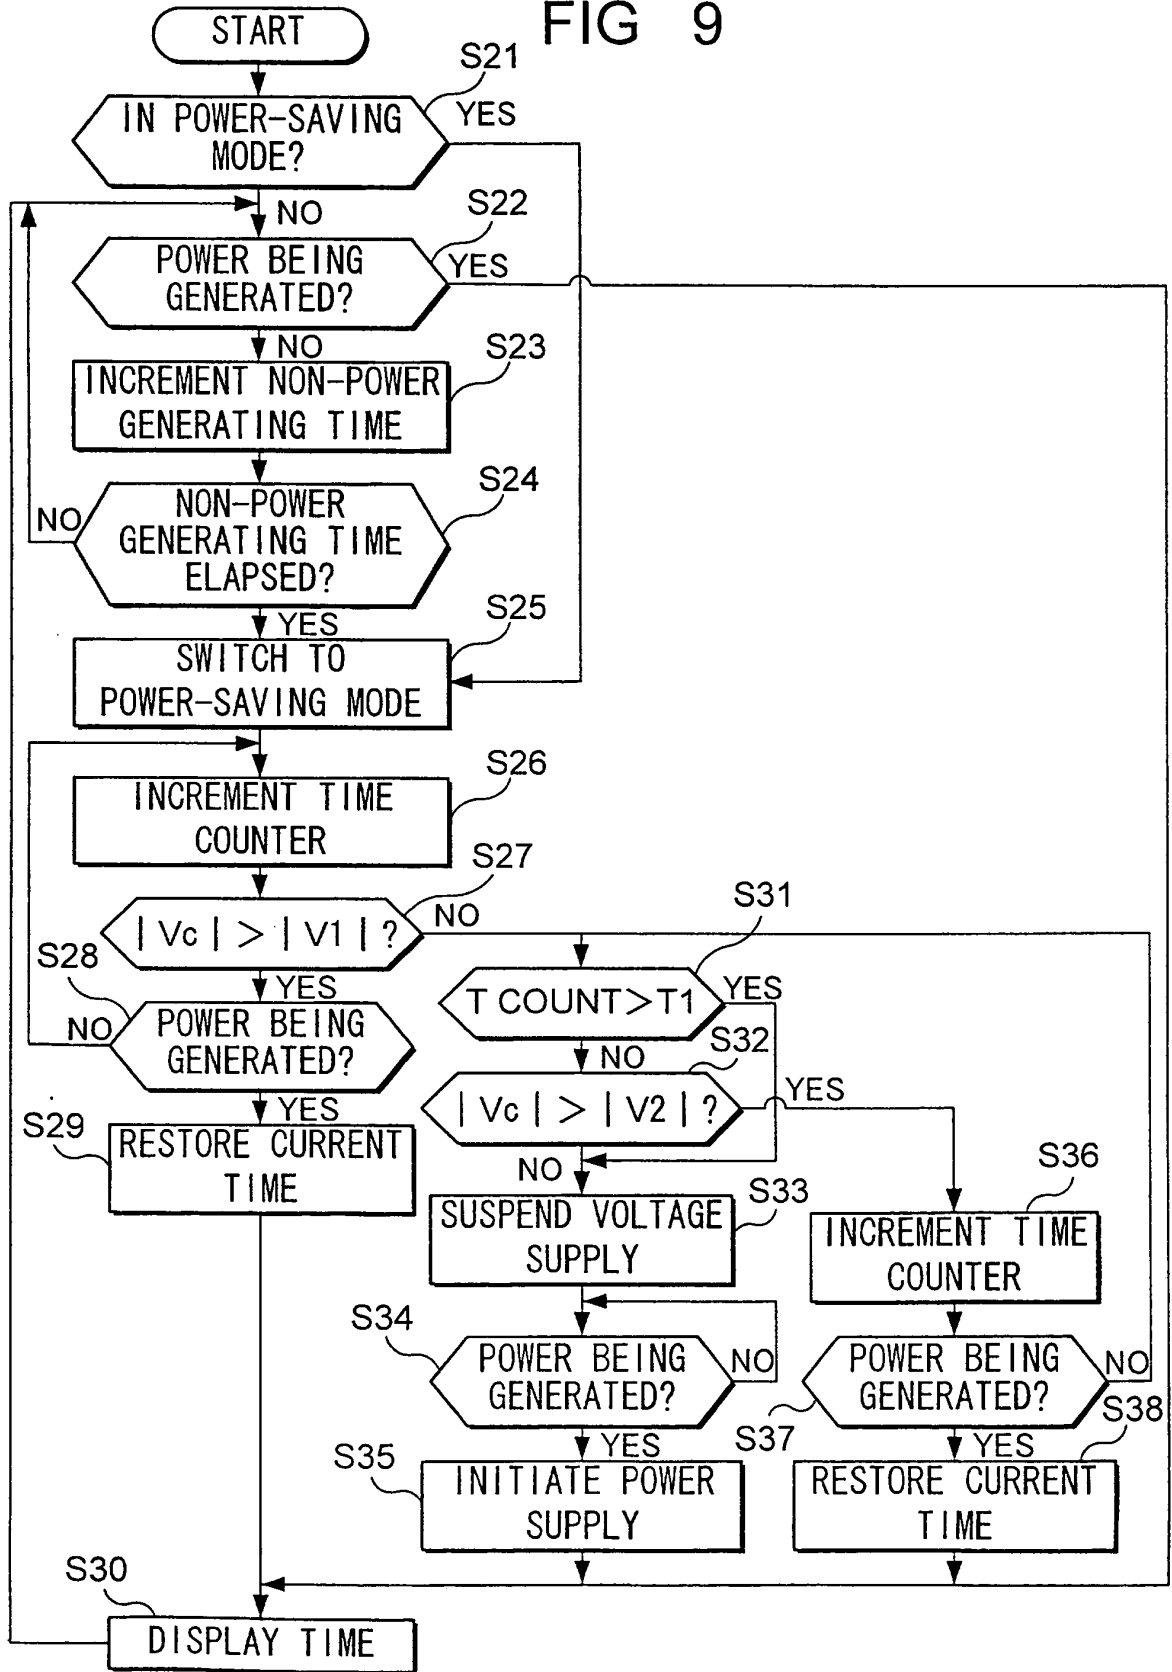 FIG 9
START
S21
IN POWER-SAVING
MODE?
YES
NO
S22
POWER BEING
GENERATED?
YES
NO
S23
INCREMENT NON-POWER
GENERATING TIME
S24
NON-POWER
GENERATING TIME
ELAPSED?
NO
YES
S25
SWITCH TO
POWER-SAVING MODE
S26
INCREMENT TIME
COUNTER
S27
|Vc|>|V1|?
NO
YES
S28
POWER BEING
GENERATED?
NO
YES
S29
RESTORE CURRENT
TIME
S31
T COUNT>T1
YES
NO
S32
|Vc|>|V2|?
YES
NO
S33
SUSPEND VOLTAGE
SUPPLY
S34
POWER BEING
GENERATED?
NO
YES
S35
INITIATE POWER
SUPPLY
S36
INCREMENT TIME
COUNTER
S37
POWER BEING
GENERATED?
NO
YES
S38
RESTORE CURRENT
TIME
S30
DISPLAY TIME